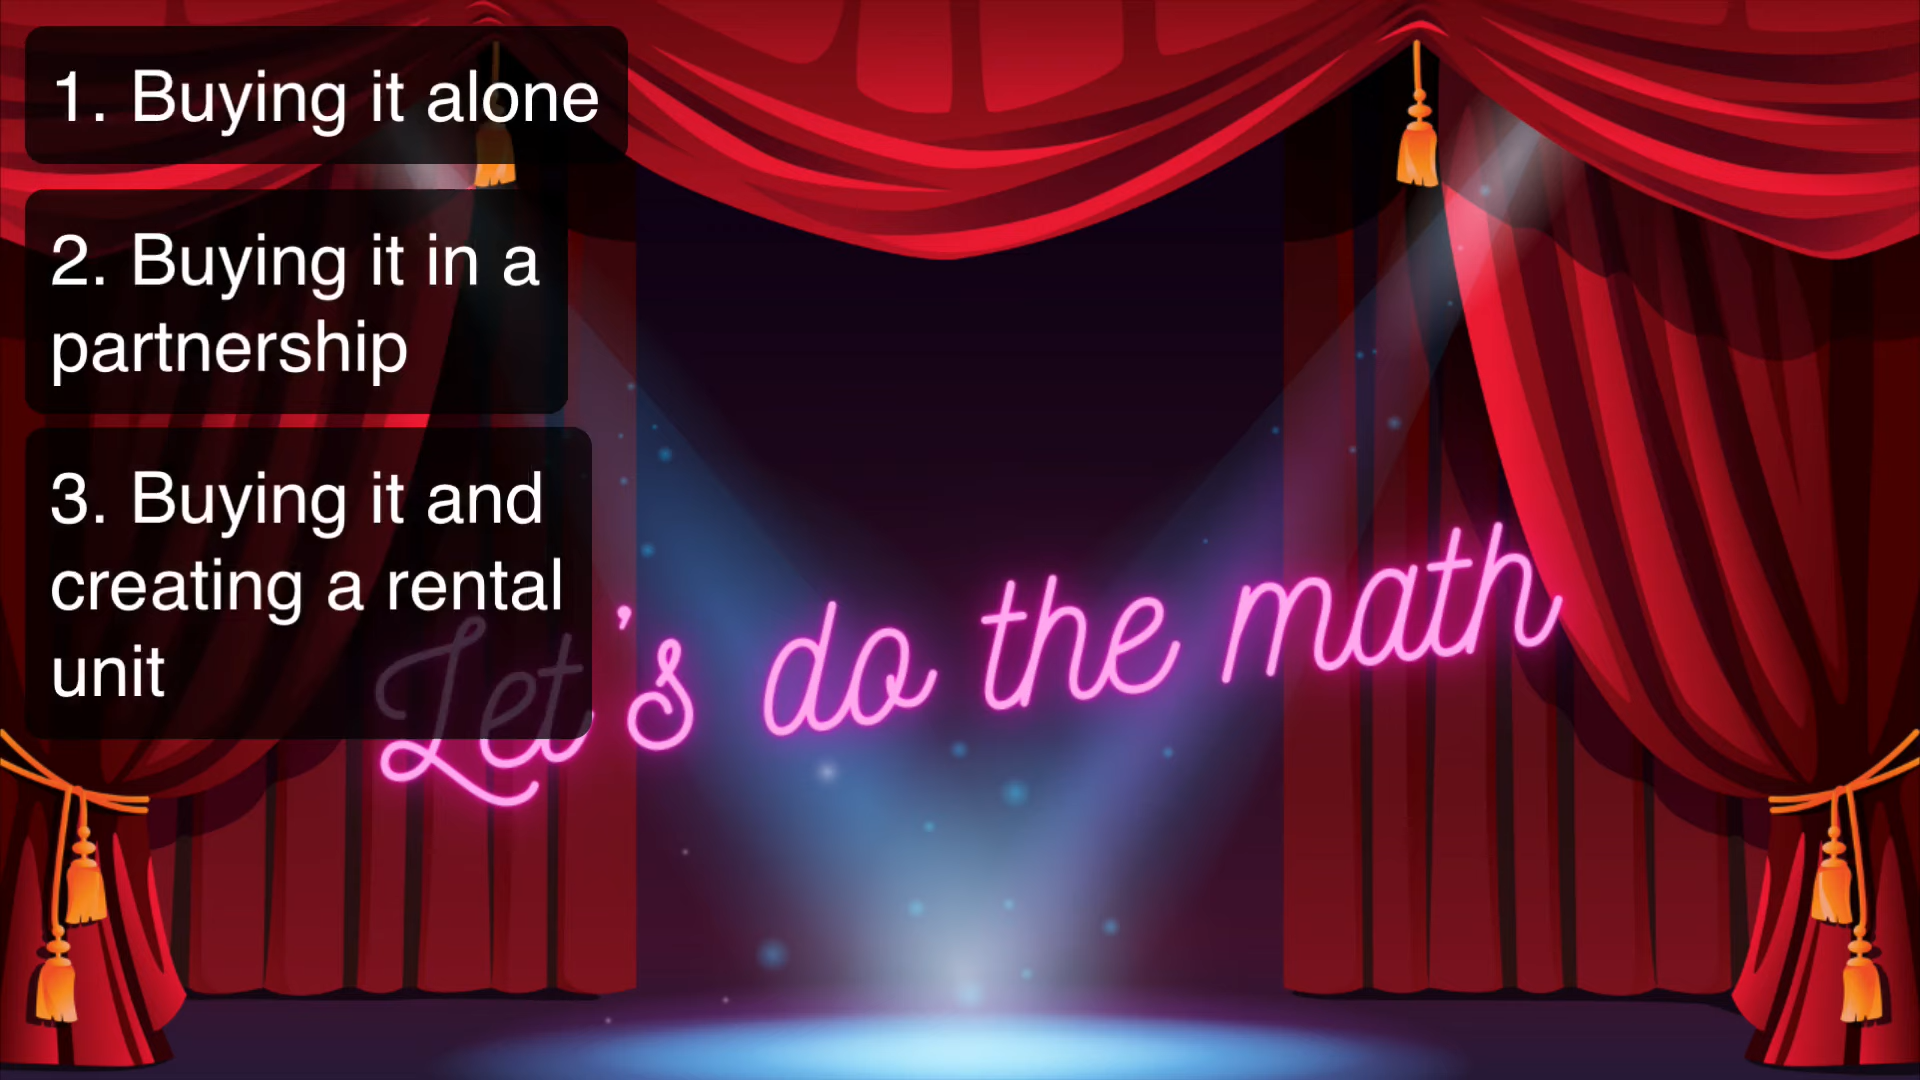 1. Buying it alone
2. Buying it in a
partnership
3. Buying it and
creating a rental
unit
Let's do the math